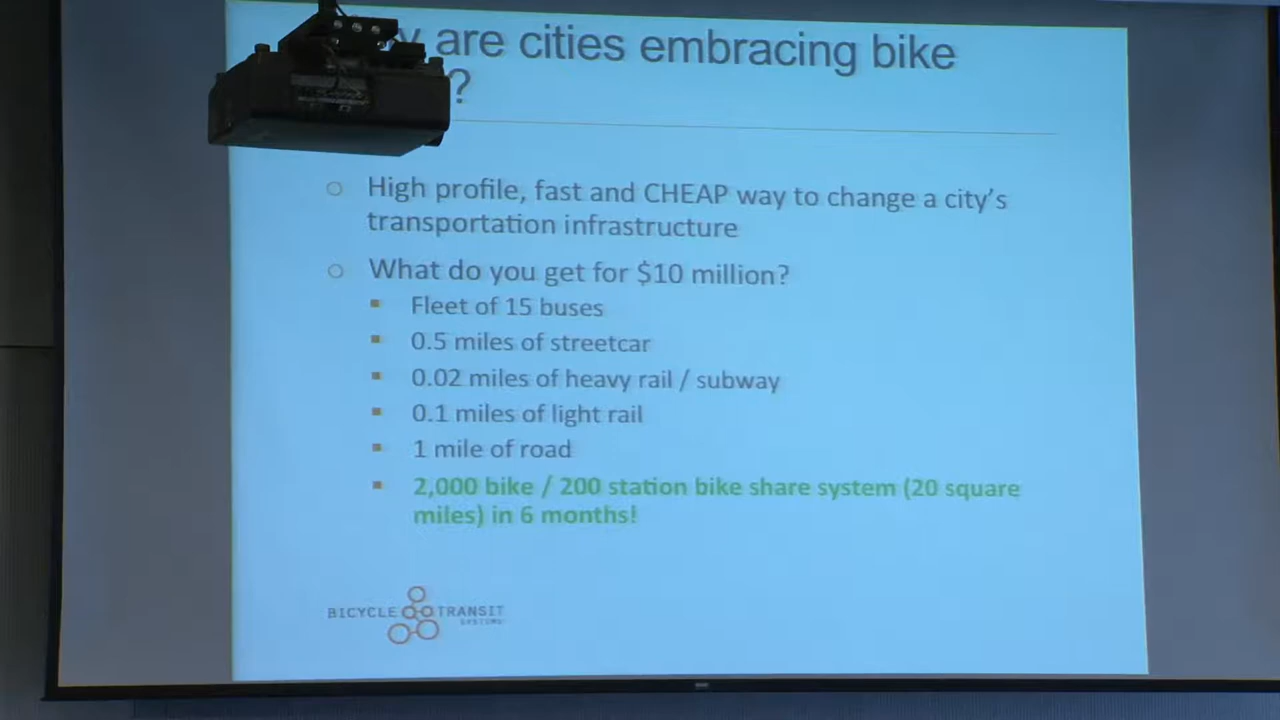 are cities embracing bike
?
High profile, fast and CHEAP way to change a city's
transportation infrastructure
What do you get for $10 million?
Fleet of 15 buses
0.5 miles of streetcar
0.02 miles of heavy rail / subway
0.1 miles of light rail
1 mile of road
2,000 bike / 200 station bike share system (20 square
miles) in 6 months!
BICYCLE TRANSIT
SYSTEMS